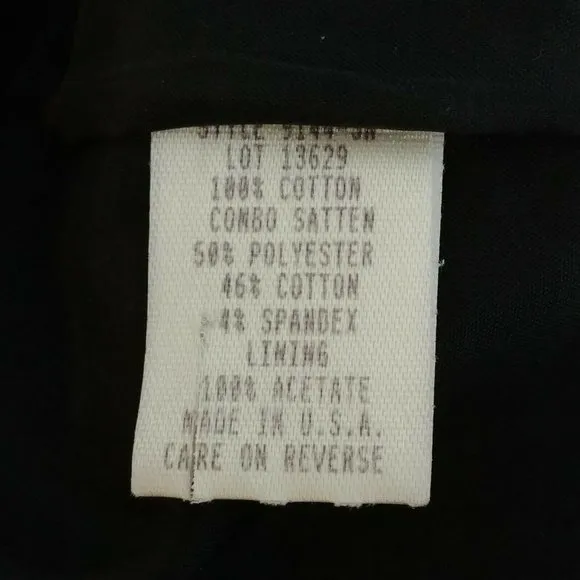 STYLE
LOT 13629
100% COTTON
COMBO SATTEN
50% POLYESTER
46% COTTON
4% SPANDEX
LINING
100% ACETATE
MADE IN U.S.A.
CARE ON REVERSE